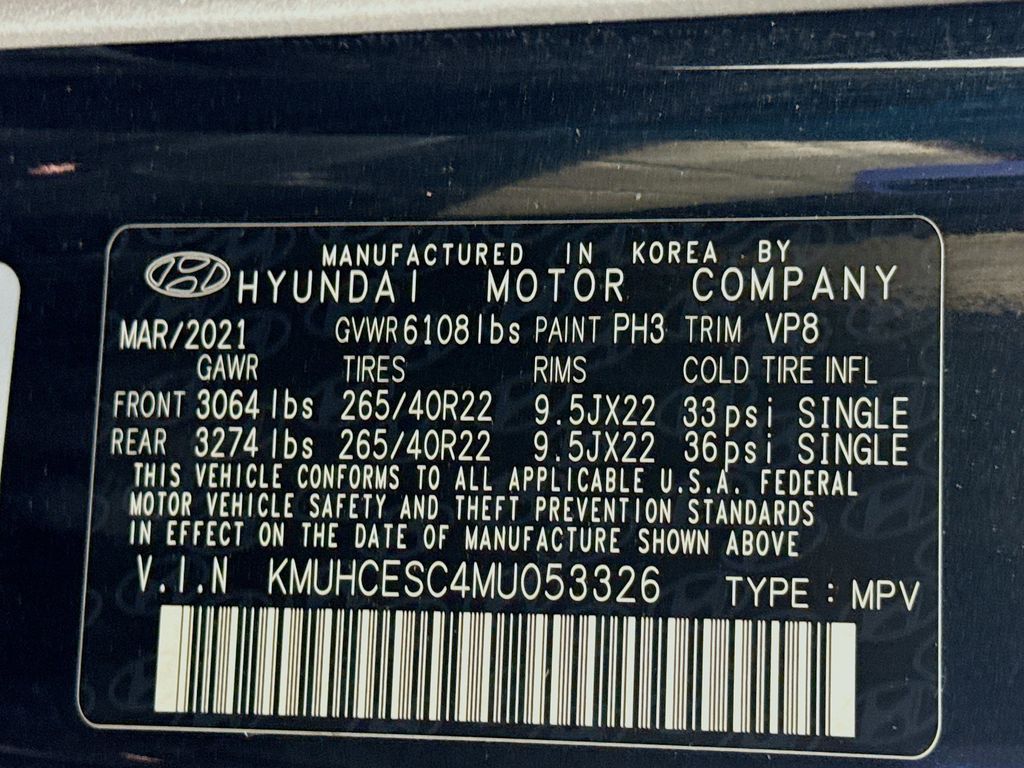 MANUFACTURED IN KOREA BY
HYUNDAI MOTOR COMPANY
MAR/2021 GVWR 6108 lbs PAINT PH3 TRIM VP8
GAWR TIRES RIMS COLD TIRE INFL
FRONT 3064 lbs 265/40R22 9.5JX22 33psi SINGLE
REAR 3274 lbs 265/40R22 9.5JX22 36psi SINGLE
THIS VEHICLE CONFORMS TO ALL APPLICABLE U.S.A. FEDERAL
MOTOR VEHICLE SAFETY AND THEFT PREVENTION STANDARDS
IN EFFECT ON THE DATE OF MANUFACTURE SHOWN ABOVE
V.I.N KMUHCESC4MU053326 TYPE : MPV